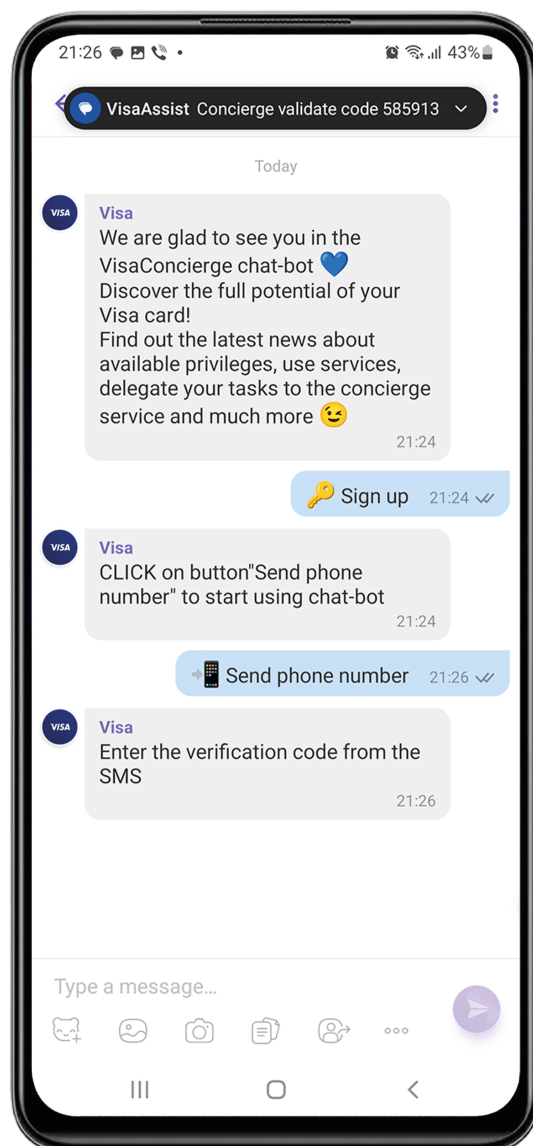 21:26
43%
VisaAssist Concierge validate code 585913
Today
VISA
Visa
We are glad to see you in the
VisaConcierge chat-bot 💙
Discover the full potential of your
Visa card!
Find out the latest news about
available privileges, use services,
delegate your tasks to the concierge
service and much more 😉
21:24
🔑 Sign up 21:24
VISA
Visa
CLICK on button"Send phone
number" to start using chat-bot
21:24
📲 Send phone number 21:26
VISA
Visa
Enter the verification code from the
SMS
21:26
Type a message...